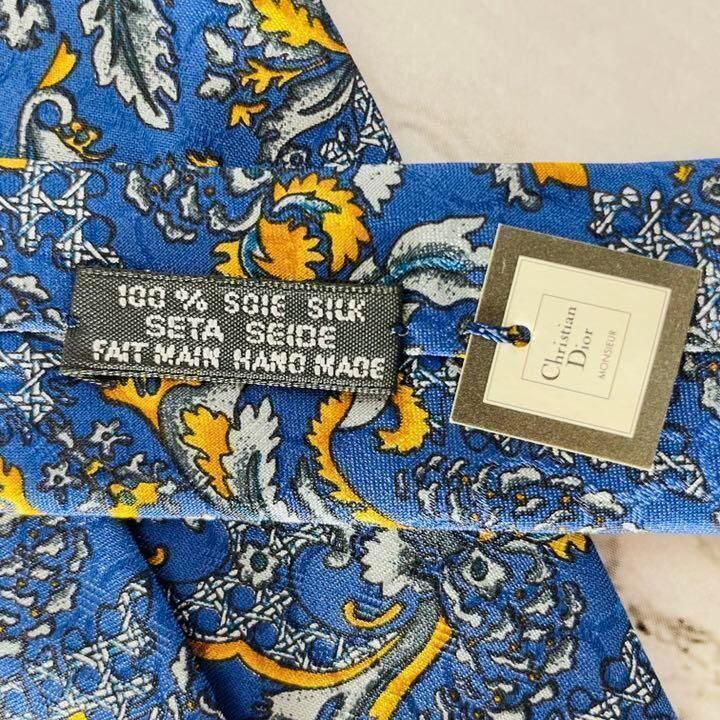 100 % SOIE SILK
SETA SEIDE
FAIT MAIN HAND MADE
Christian
Dior
MONSIEUR